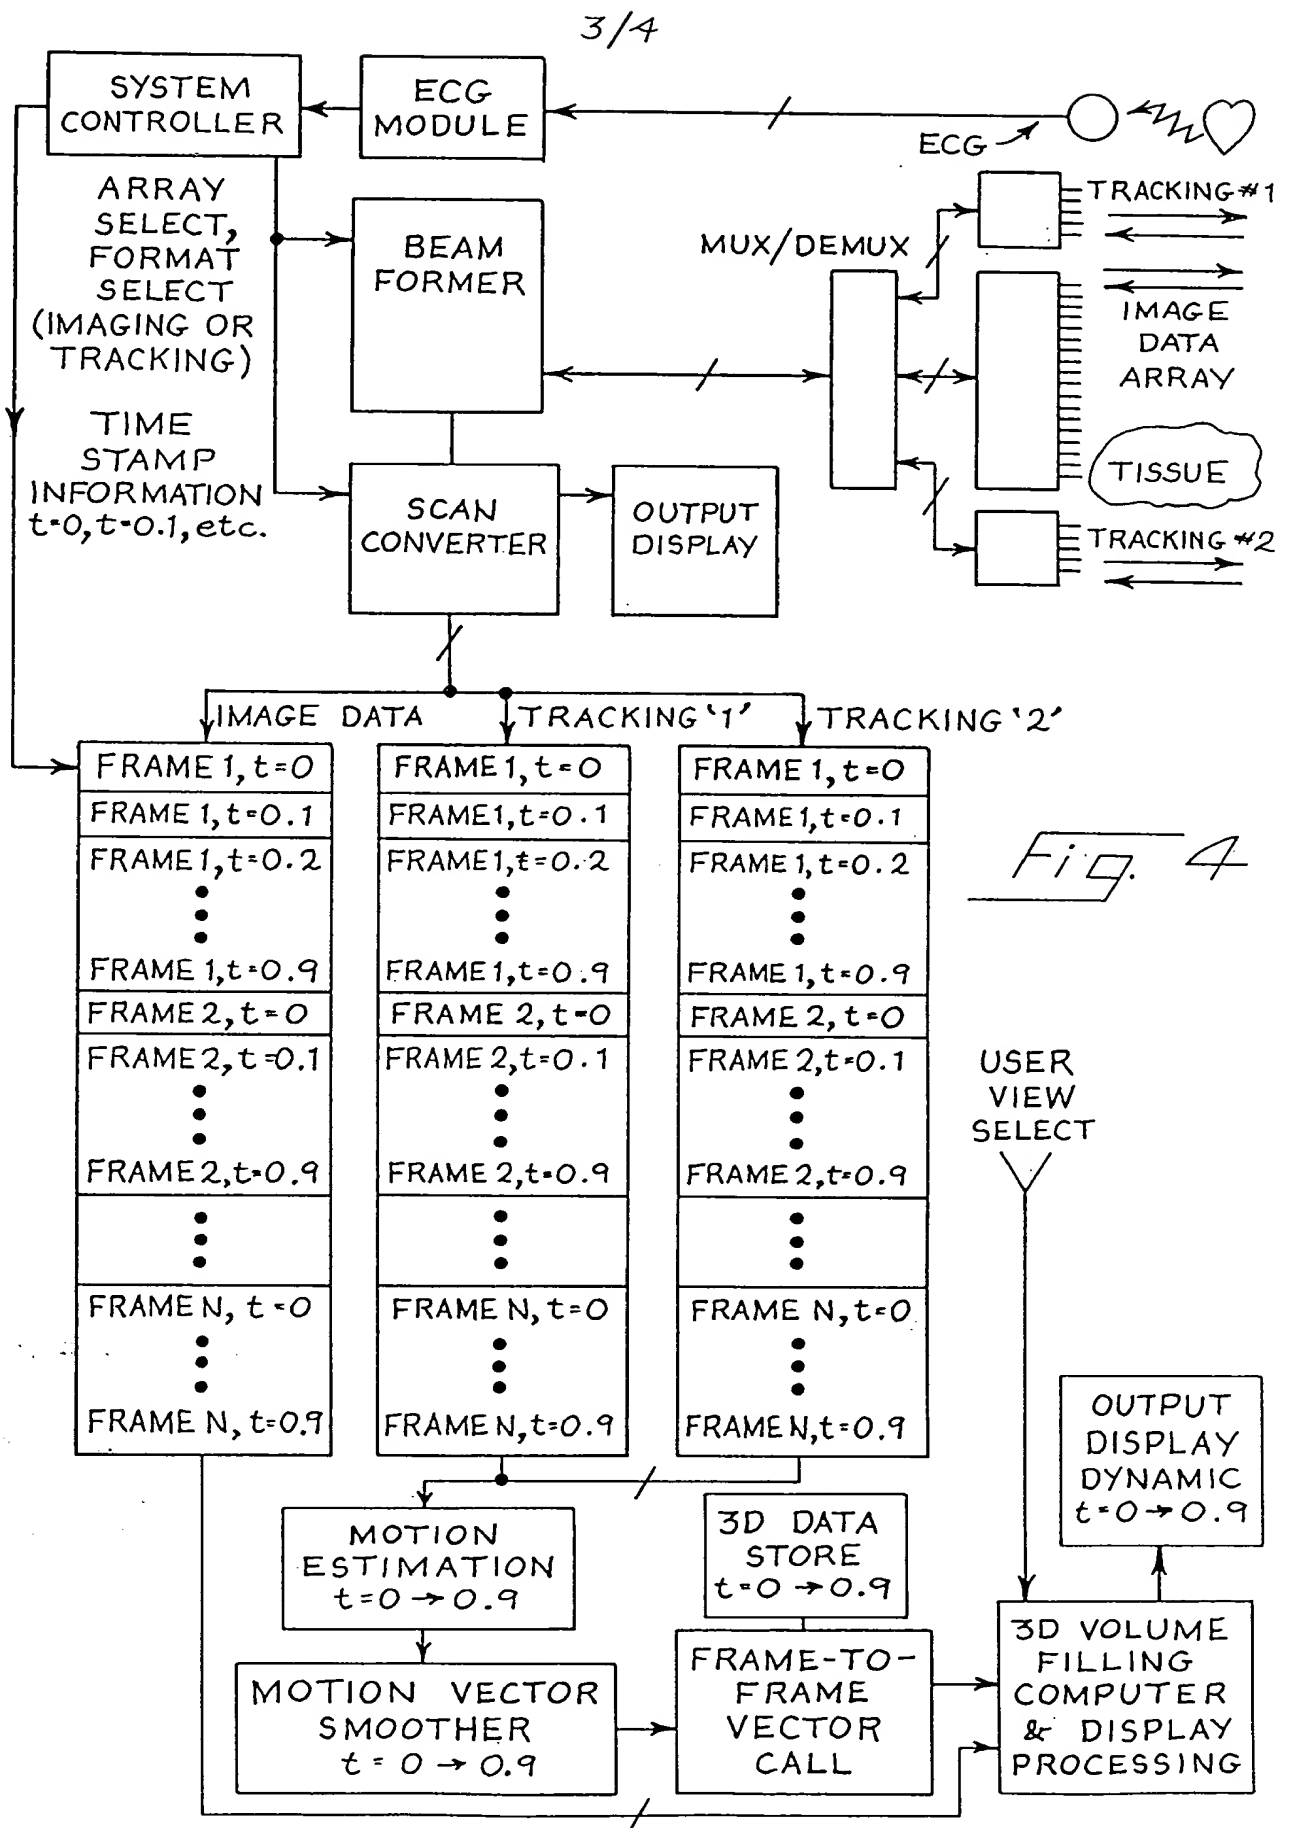 3/4
SYSTEM
CONTROLLER
ECG
MODULE
ECG
ARRAY
SELECT,
FORMAT
SELECT
(IMAGING OR
TRACKING)
TIME
STAMP
INFORMATION
t=0, t=0.1, etc.
BEAM
FORMER
MUX/DEMUX
TRACKING #1
IMAGE
DATA
ARRAY
TISSUE
TRACKING #2
SCAN
CONVERTER
OUTPUT
DISPLAY
IMAGE DATA
TRACKING '1'
TRACKING '2'
FRAME 1, t=0
FRAME 1, t=0.1
FRAME 1, t=0.2
FRAME 1, t=0.9
FRAME 2, t=0
FRAME 2, t=0.1
FRAME 2, t=0.9
FRAME N, t=0
FRAME N, t=0.9
FRAME 1, t=0
FRAME 1, t=0.1
FRAME 1, t=0.2
FRAME 1, t=0.9
FRAME 2, t=0
FRAME 2, t=0.1
FRAME 2, t=0.9
FRAME N, t=0
FRAME N, t=0.9
FRAME 1, t=0
FRAME 1, t=0.1
FRAME 1, t=0.2
FRAME 1, t=0.9
FRAME 2, t=0
FRAME 2, t=0.1
FRAME 2, t=0.9
FRAME N, t=0
FRAME N, t=0.9
Fig. 4
USER
VIEW
SELECT
MOTION
ESTIMATION
t=0→0.9
MOTION VECTOR
SMOOTHER
t=0→0.9
3D DATA
STORE
t=0→0.9
FRAME-TO-
FRAME
VECTOR
CALL
OUTPUT
DISPLAY
DYNAMIC
t=0→0.9
3D VOLUME
FILLING
COMPUTER
& DISPLAY
PROCESSING